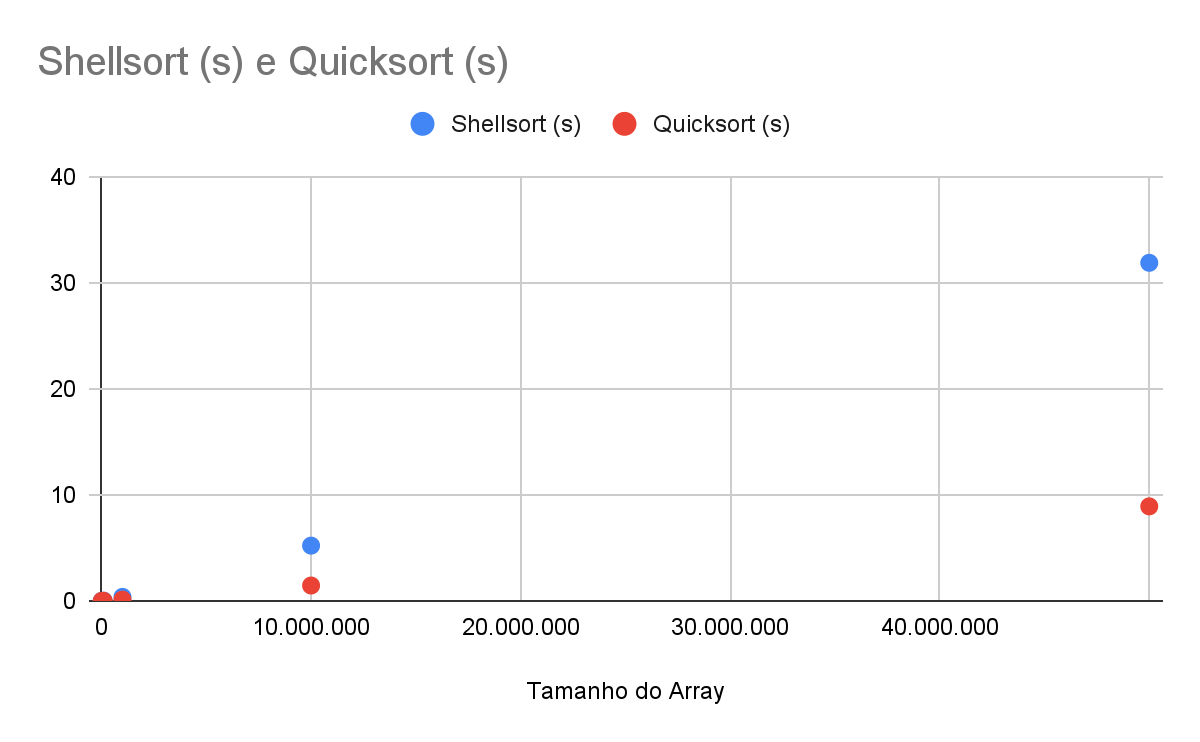 Shellsort (s) e Quicksort (s)
Shellsort (s) Quicksort (s)
40
30
20
10
0
0 10.000.000 20.000.000 30.000.000 40.000.000
Tamanho do Array